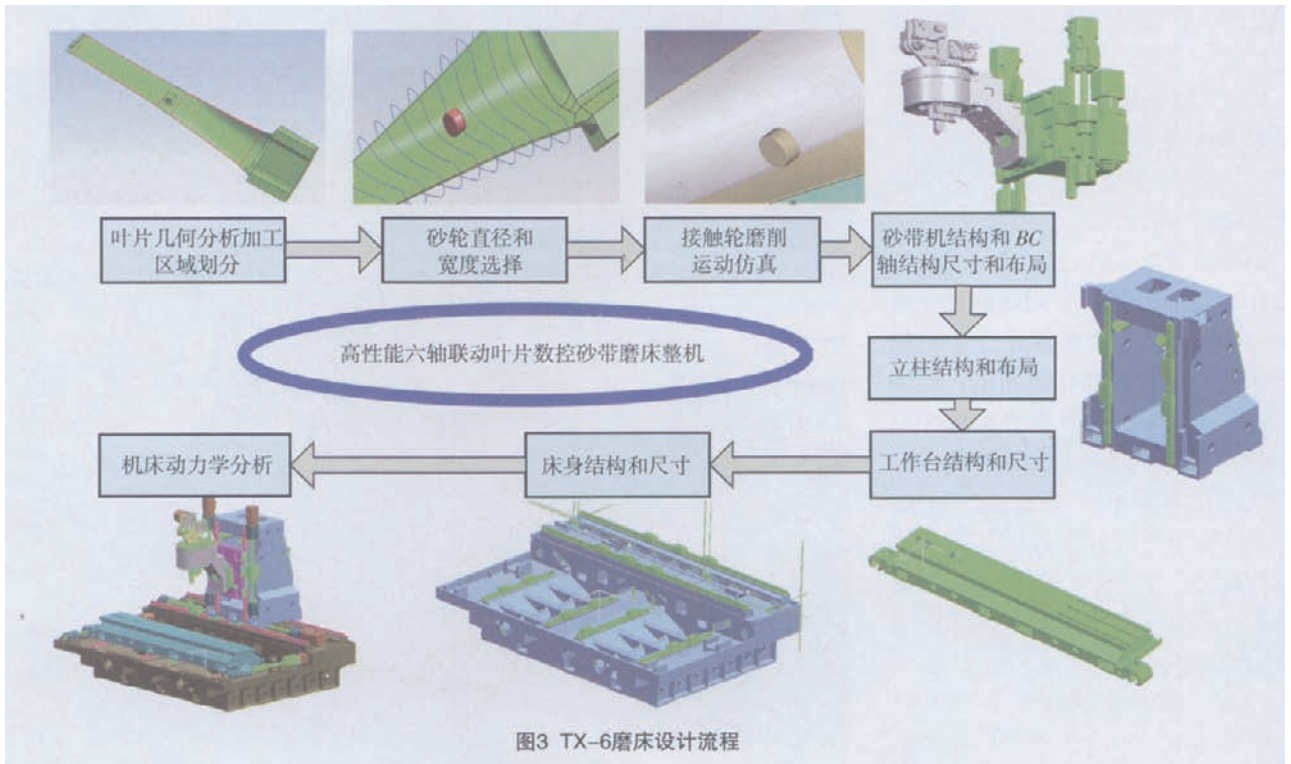 叶片几何分析加工
区域划分
砂轮直径和
宽度选择
接触轮磨削
运动仿真
砂带机结构和BC
轴结构尺寸和布局
高性能六轴联动叶片数控砂带磨床整机
立柱结构和布局
机床动力学分析
床身结构和尺寸
工作台结构和尺寸
图3 TX-6磨床设计流程